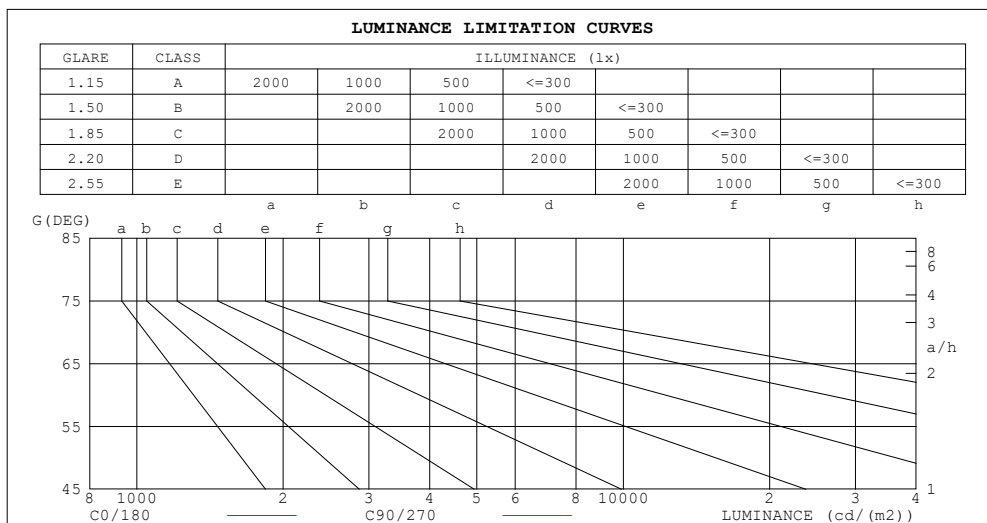 LUMINANCE LIMITATION CURVES
GLARE CLASS ILLUMINANCE (lx)
1.15 A 2000 1000 500 <=300
1.50 B 2000 1000 500 <=300
1.85 C 2000 1000 500 <=300
2.20 D 2000 1000 500 <=300
2.55 E 2000 1000 500 <=300
a b c d e f g h
G(DEG)
a b c d e f g h
85
8
6
75 4
3
a/h
65 2
55
45 1
8 1000 2 3 4 5 6 8 10000 2 3 4
C0/180 C90/270 LUMINANCE (cd/(m2))